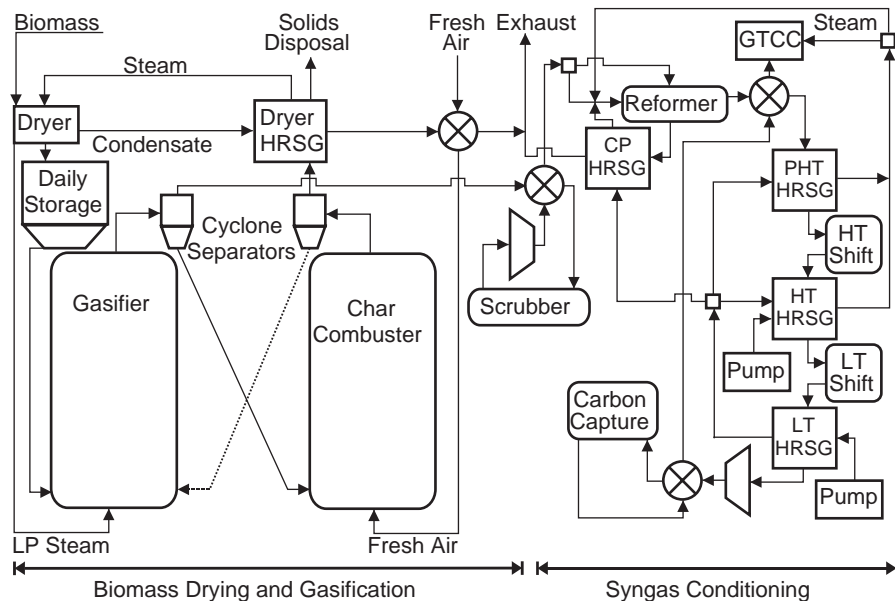 Biomass
Solids
Disposal
Fresh
Air
Exhaust
Steam
GTCC
Steam
Dryer
Condensate
Dryer
HRSG
Reformer
CP
HRSG
PHT
HRSG
Daily
Storage
Cyclone
Separators
HT
Shift
Gasifier
Char
Combuster
Scrubber
HT
HRSG
Pump
LT
Shift
Carbon
Capture
LT
HRSG
Pump
LP Steam
Fresh Air
Biomass Drying and Gasification
Syngas Conditioning